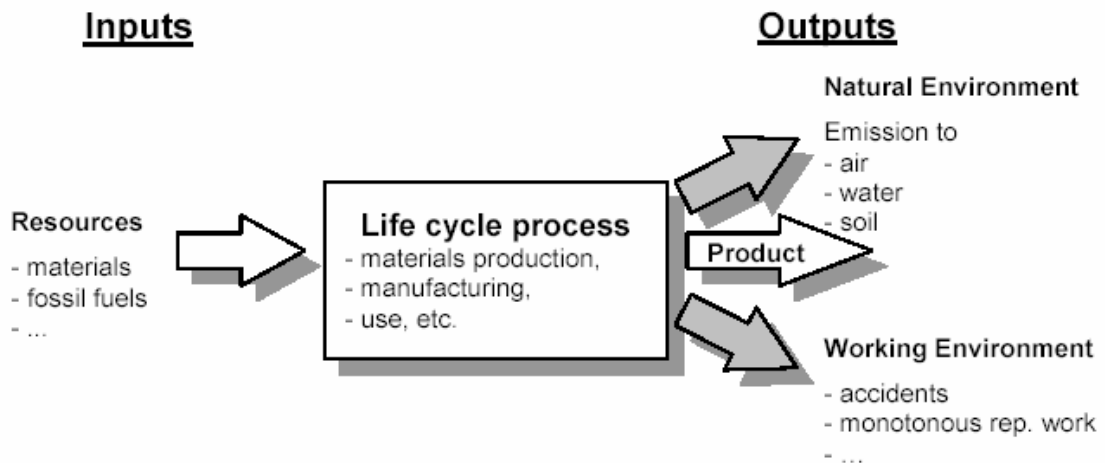 Inputs
Outputs
Resources
- materials
- fossil fuels
- ...
Life cycle process
- materials production,
- manufacturing,
- use, etc.
Natural Environment
Emission to
- air
- water
- soil
Product
Working Environment
- accidents
- monotonous rep. work
- ...